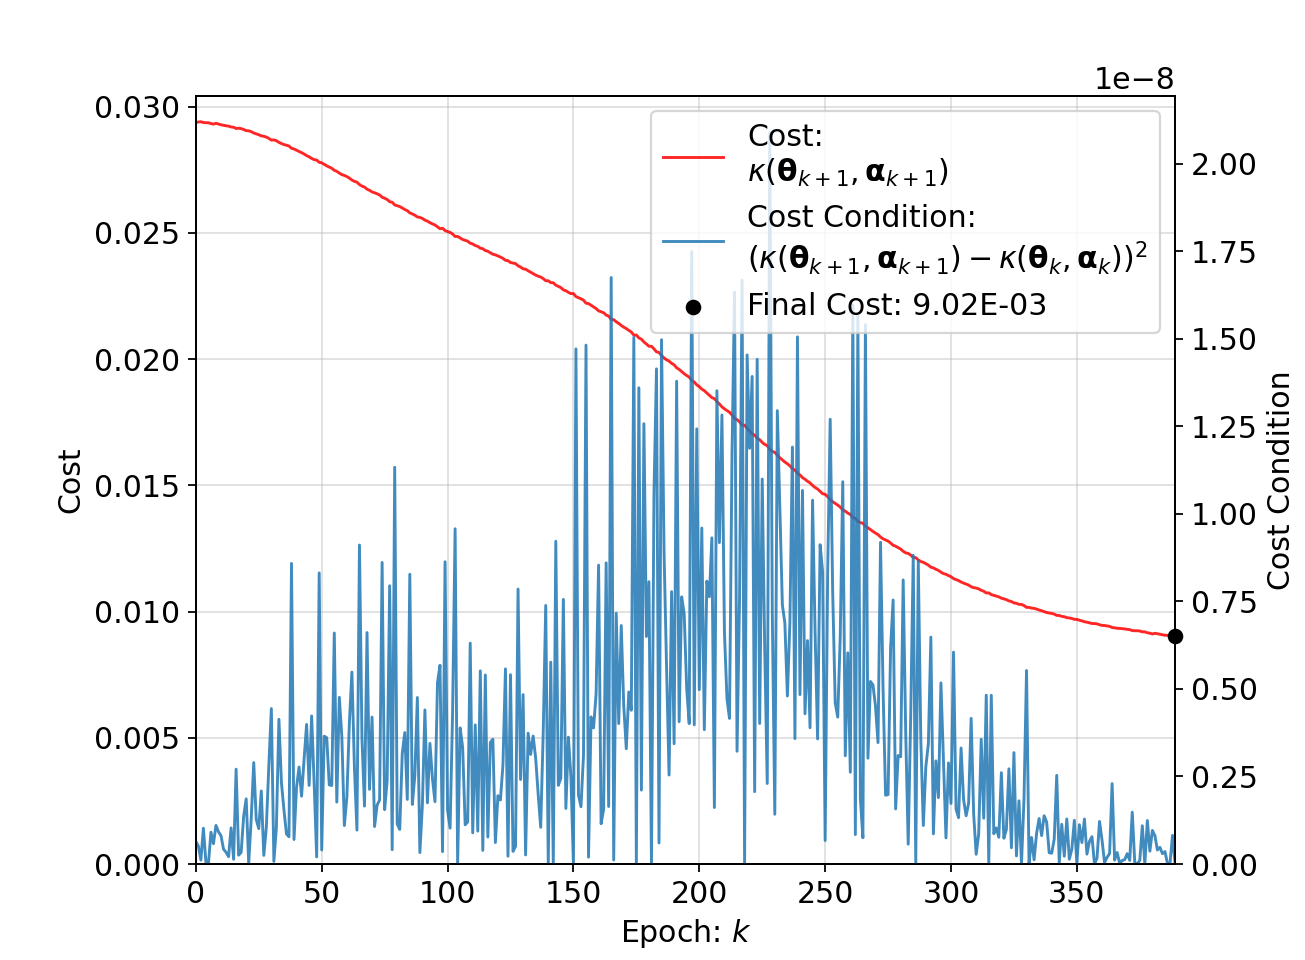 1e−8
0.030
0.025
0.020
0.015
0.010
0.005
0.000
Cost
Cost:
κ(θₖ₊₁, αₖ₊₁)
Cost Condition:
(κ(θₖ₊₁, αₖ₊₁) − κ(θₖ, αₖ))²
Final Cost: 9.02E-03
2.00
1.75
1.50
1.25
1.00
0.75
0.50
0.25
0.00
Cost Condition
0 50 100 150 200 250 300 350
Epoch: k